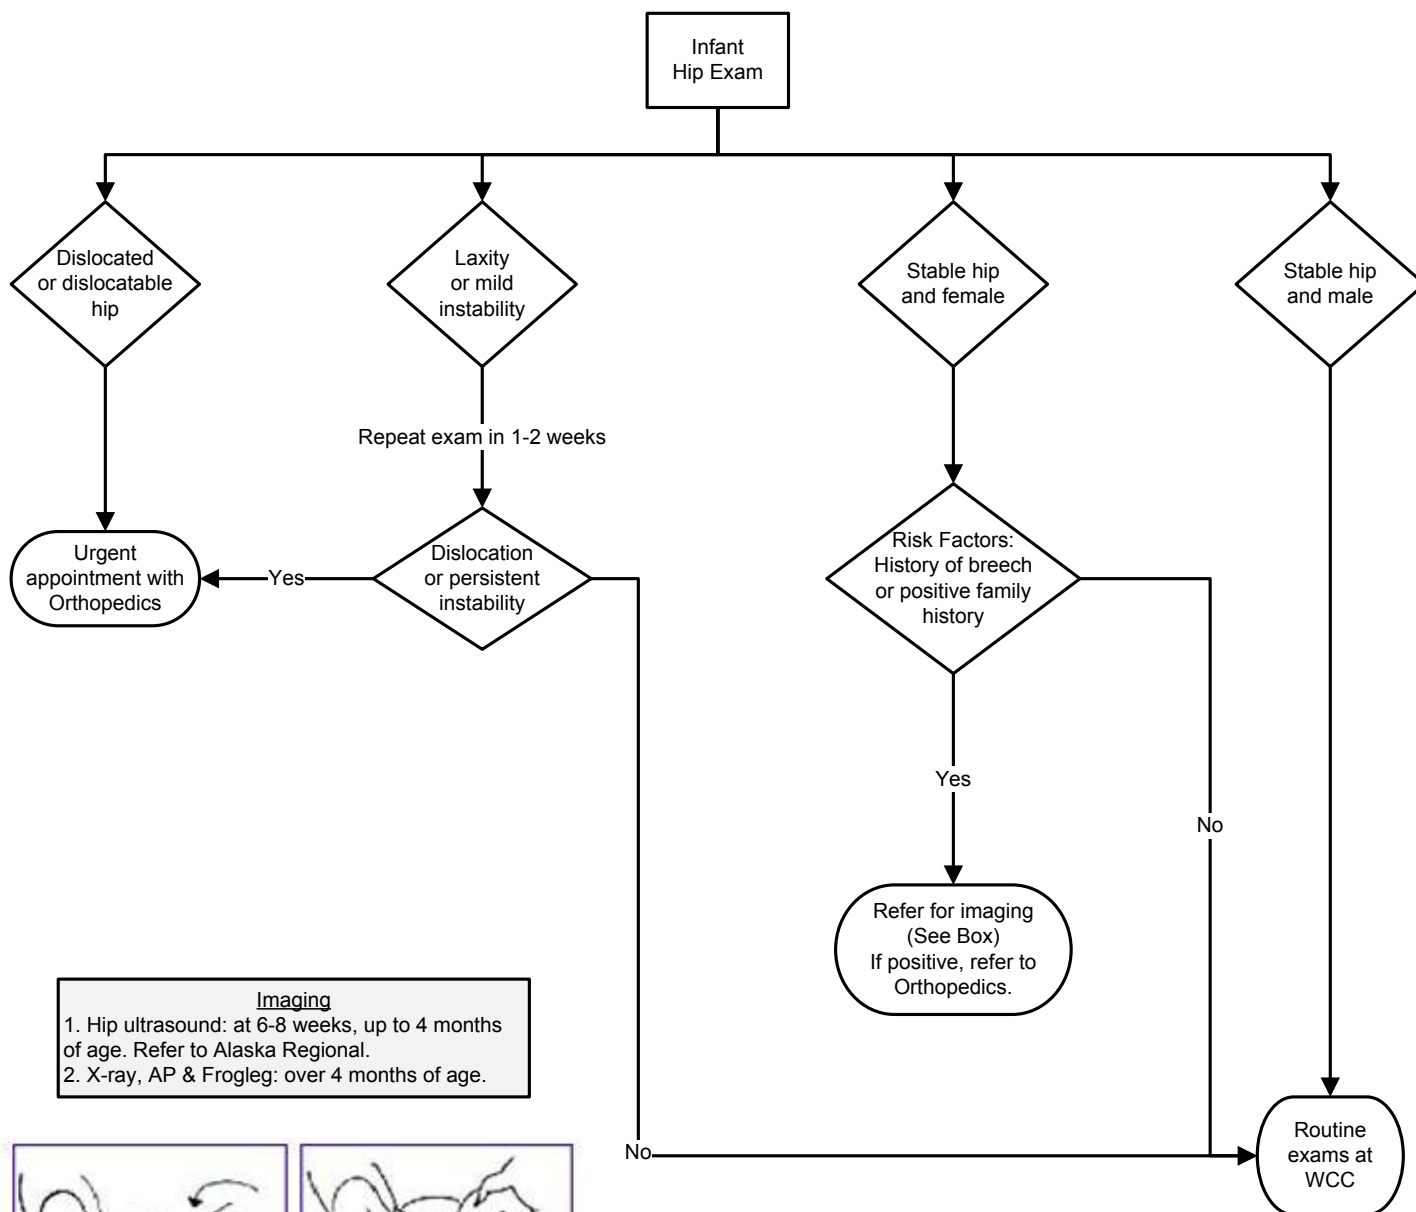 Infant
Hip Exam
Dislocated
or dislocatable
hip
Laxity
or mild
instability
Stable hip
and female
Stable hip
and male
Repeat exam in 1-2 weeks
Urgent
appointment with
Orthopedics
Yes
Dislocation
or persistent
instability
Risk Factors:
History of breech
or positive family
history
Yes
No
Refer for imaging
(See Box)
If positive, refer to
Orthopedics.
Imaging
1. Hip ultrasound: at 6-8 weeks, up to 4 months
of age. Refer to Alaska Regional.
2. X-ray, AP & Frogleg: over 4 months of age.
No
Routine
exams at
WCC